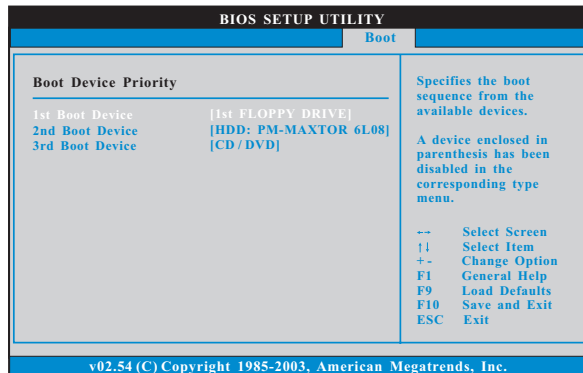 BIOS SETUP UTILITY
Boot
Boot Device Priority
1st Boot Device [1st FLOPPY DRIVE]
2nd Boot Device [HDD: PM-MAXTOR 6L08]
3rd Boot Device [CD/DVD]
Specifies the boot
sequence from the
available devices.
A device enclosed in
parenthesis has been
disabled in the
corresponding type
menu.
←→ Select Screen
↑↓ Select Item
+ - Change Option
F1 General Help
F9 Load Defaults
F10 Save and Exit
ESC Exit
v02.54 (C) Copyright 1985-2003, American Megatrends, Inc.